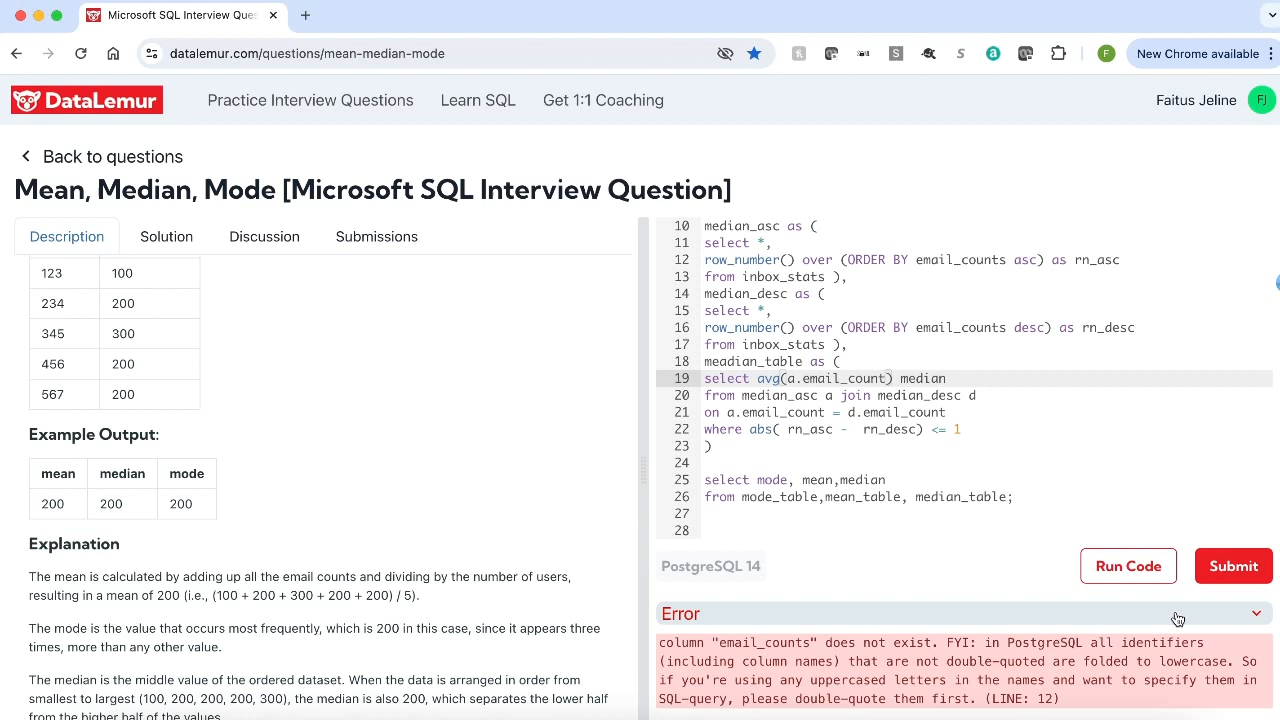 Microsoft SQL Interview Ques
datalemur.com/questions/mean-median-mode
New Chrome available
DataLemur
Practice Interview Questions
Learn SQL
Get 1:1 Coaching
Faitus Jeline
FJ
Back to questions
Mean, Median, Mode [Microsoft SQL Interview Question]
Description
Solution
Discussion
Submissions
123 100
234 200
345 300
456 200
567 200
Example Output:
mean median mode
200 200 200
Explanation
The mean is calculated by adding up all the email counts and dividing by the number of users,
resulting in a mean of 200 (i.e., (100 + 200 + 300 + 200 + 200) / 5).
The mode is the value that occurs most frequently, which is 200 in this case, since it appears three
times, more than any other value.
The median is the middle value of the ordered dataset. When the data is arranged in order from
smallest to largest (100, 200, 200, 200, 300), the median is also 200, which separates the lower half
from the higher half of the values.
10 median_asc as (
11 select *,
12 row_number() over (ORDER BY email_counts asc) as rn_asc
13 from inbox_stats ),
14 median_desc as (
15 select *,
16 row_number() over (ORDER BY email_counts desc) as rn_desc
17 from inbox_stats ),
18 meadian_table as (
19 select avg(a.email_count) median
20 from median_asc a join median_desc d
21 on a.email_count = d.email_count
22 where abs( rn_asc -  rn_desc) <= 1
23 )
24
25 select mode, mean,median
26 from mode_table,mean_table, median_table;
27
28
PostgreSQL 14
Run Code
Submit
Error
column "email_counts" does not exist. FYI: in PostgreSQL all identifiers
(including column names) that are not double-quoted are folded to lowercase. So
if you're using any uppercased letters in the names and want to specify them in
SQL-query, please double-quote them first. (LINE: 12)